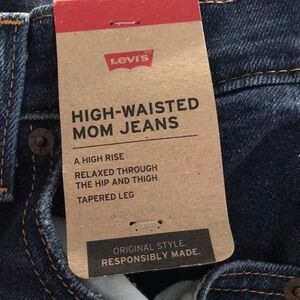 Levi's
HIGH-WAISTED
MOM JEANS
A HIGH RISE
RELAXED THROUGH
THE HIP AND THIGH
TAPERED LEG
ORIGINAL STYLE.
RESPONSIBLY MADE.